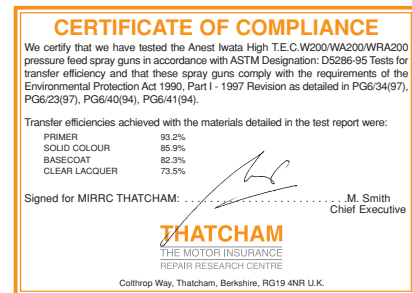 CERTIFICATE OF COMPLIANCE
We certify that we have tested the Anest Iwata High T.E.C.W200/WA200/WRA200
pressure feed spray guns in accordance with ASTM Designation: D5286-95 Tests for
transfer efficiency and that these spray guns comply with the requirements of the
Environmental Protection Act 1990, Part I - 1997 Revision as detailed in PG6/34(97),
PG6/23(97), PG6/40(94), PG6/41(94).
Transfer efficiencies achieved with the materials detailed in the test report were:
PRIMER 93.2%
SOLID COLOUR 85.9%
BASECOAT 82.3%
CLEAR LACQUER 73.5%
Signed for MIRRC THATCHAM: . . . . . . . . . . . . . . . . . . . . . . . . . . . .M. Smith
Chief Executive
THATCHAM
THE MOTOR INSURANCE
REPAIR RESEARCH CENTRE
Colthrop Way, Thatcham, Berkshire, RG19 4NR U.K.